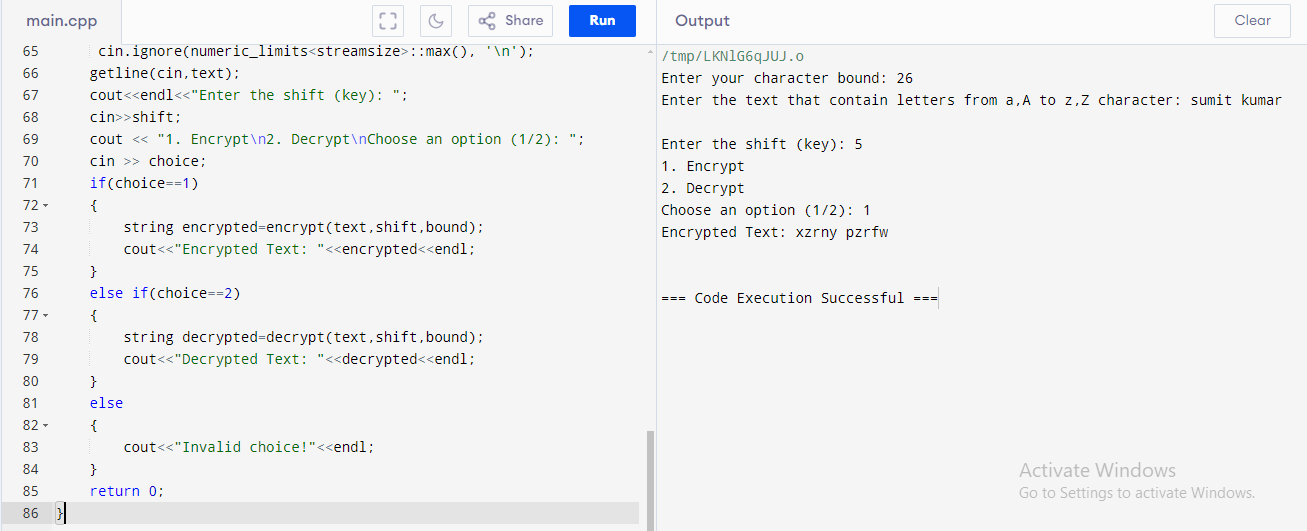 main.cpp
Share
Run
65 cin.ignore(numeric_limits<streamsize>::max(), '\n');
66 getline(cin,text);
67 cout<<endl<<"Enter the shift (key): ";
68 cin>>shift;
69 cout << "1. Encrypt\n2. Decrypt\nChoose an option (1/2): ";
70 cin >> choice;
71 if(choice==1)
72 {
73 string encrypted=encrypt(text,shift,bound);
74 cout<<"Encrypted Text: "<<encrypted<<endl;
75 }
76 else if(choice==2)
77 {
78 string decrypted=decrypt(text,shift,bound);
79 cout<<"Decrypted Text: "<<decrypted<<endl;
80 }
81 else
82 {
83 cout<<"Invalid choice!"<<endl;
84 }
85 return 0;
86 }
Output
Clear
/tmp/LKNlG6qJUJ.o
Enter your character bound: 26
Enter the text that contain letters from a,A to z,Z character: sumit kumar
Enter the shift (key): 5
1. Encrypt
2. Decrypt
Choose an option (1/2): 1
Encrypted Text: xzrny pzrfw
=== Code Execution Successful ===
Activate Windows
Go to Settings to activate Windows.